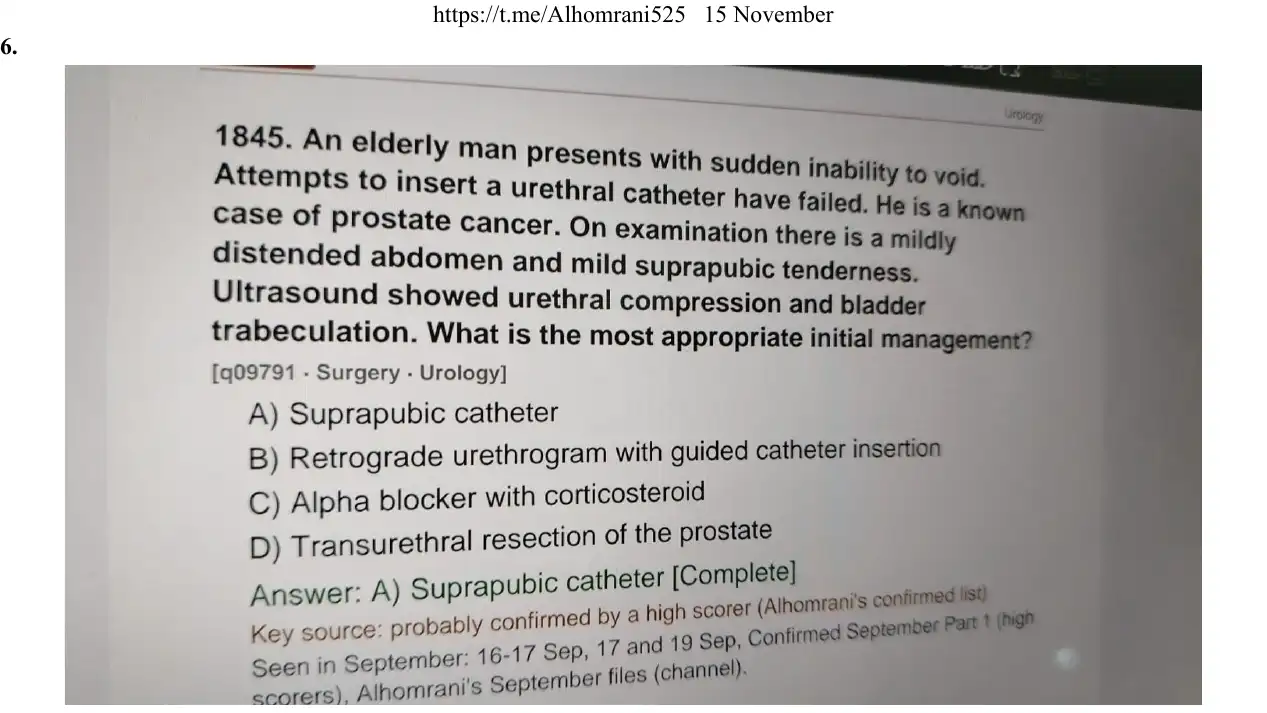 https://t.me/Alhomrani525 15 November
6.
Urology
1845. An elderly man presents with sudden inability to void.
Attempts to insert a urethral catheter have failed. He is a known
case of prostate cancer. On examination there is a mildly
distended abdomen and mild suprapubic tenderness.
Ultrasound showed urethral compression and bladder
trabeculation. What is the most appropriate initial management?
[q09791 · Surgery · Urology]
A) Suprapubic catheter
B) Retrograde urethrogram with guided catheter insertion
C) Alpha blocker with corticosteroid
D) Transurethral resection of the prostate
Answer: A) Suprapubic catheter [Complete]
Key source: probably confirmed by a high scorer (Alhomrani's confirmed list)
Seen in September: 16-17 Sep, 17 and 19 Sep, Confirmed September Part 1 (high
scorers), Alhomrani's September files (channel).